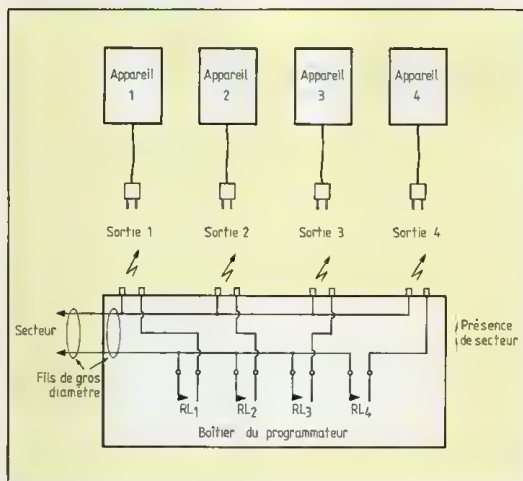 Appareil
1
Appareil
2
Appareil
3
Appareil
4
Sortie 1
Sortie 2
Sortie 3
Sortie 4
Secteur
Présence
de secteur
Fils de gros
diamètre
RL1
RL2
RL3
RL4
Boîtier du programmateur